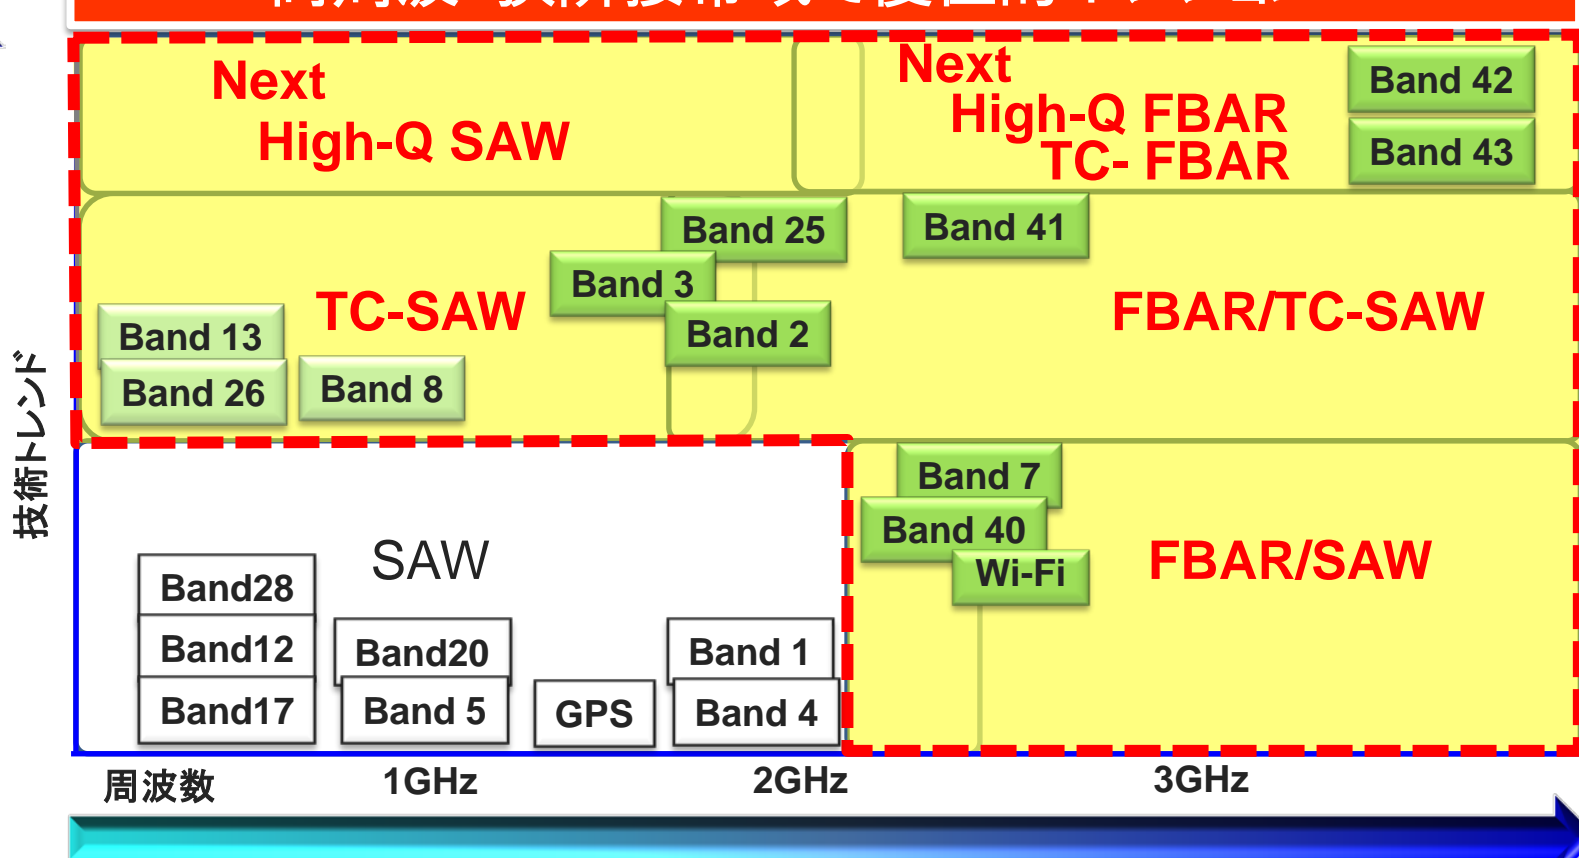 Next
High-Q SAW
Next
High-Q FBAR
TC- FBAR
Band 42
Band 43
Band 25
Band 41
Band 3
TC-SAW
Band 2
FBAR/TC-SAW
Band 13
Band 26
Band 8
技術トレンド
Band 7
Band 40
Wi-Fi
FBAR/SAW
SAW
Band28
Band12
Band17
Band20
Band 5
GPS
Band 1
Band 4
周波数
1GHz
2GHz
3GHz